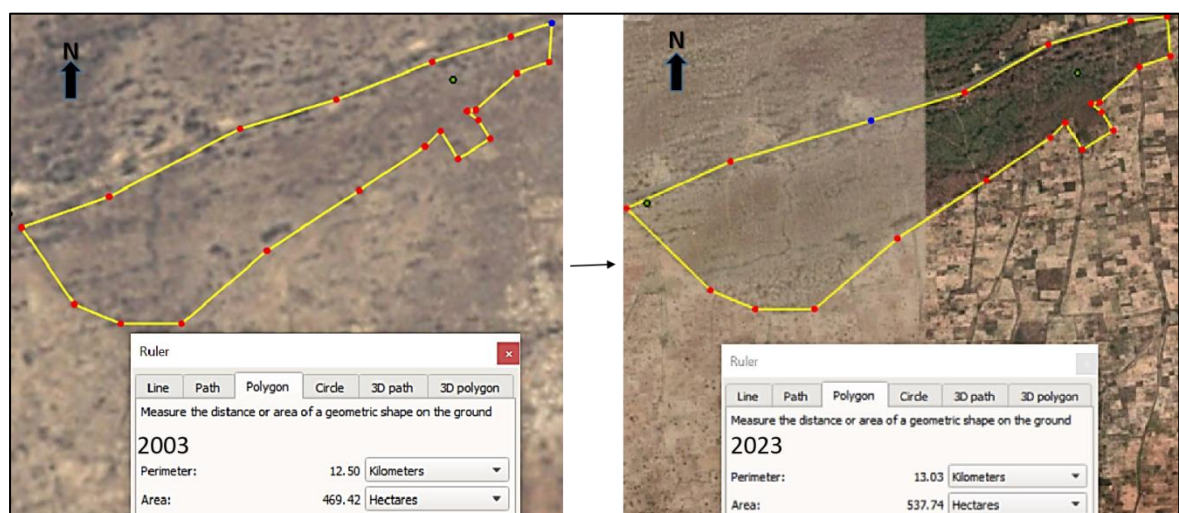 N
Ruler
Line Path Polygon Circle 3D path 3D polygon
Measure the distance or area of a geometric shape on the ground
2003
Perimeter: 12.50 Kilometers
Area: 469.42 Hectares
N
Ruler
Line Path Polygon Circle 3D path 3D polygon
Measure the distance or area of a geometric shape on the ground
2023
Perimeter: 13.03 Kilometers
Area: 537.74 Hectares